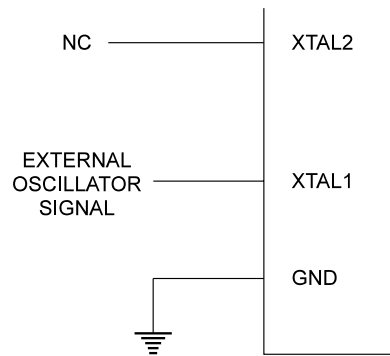 NC
XTAL2
EXTERNAL
OSCILLATOR
SIGNAL
XTAL1
GND